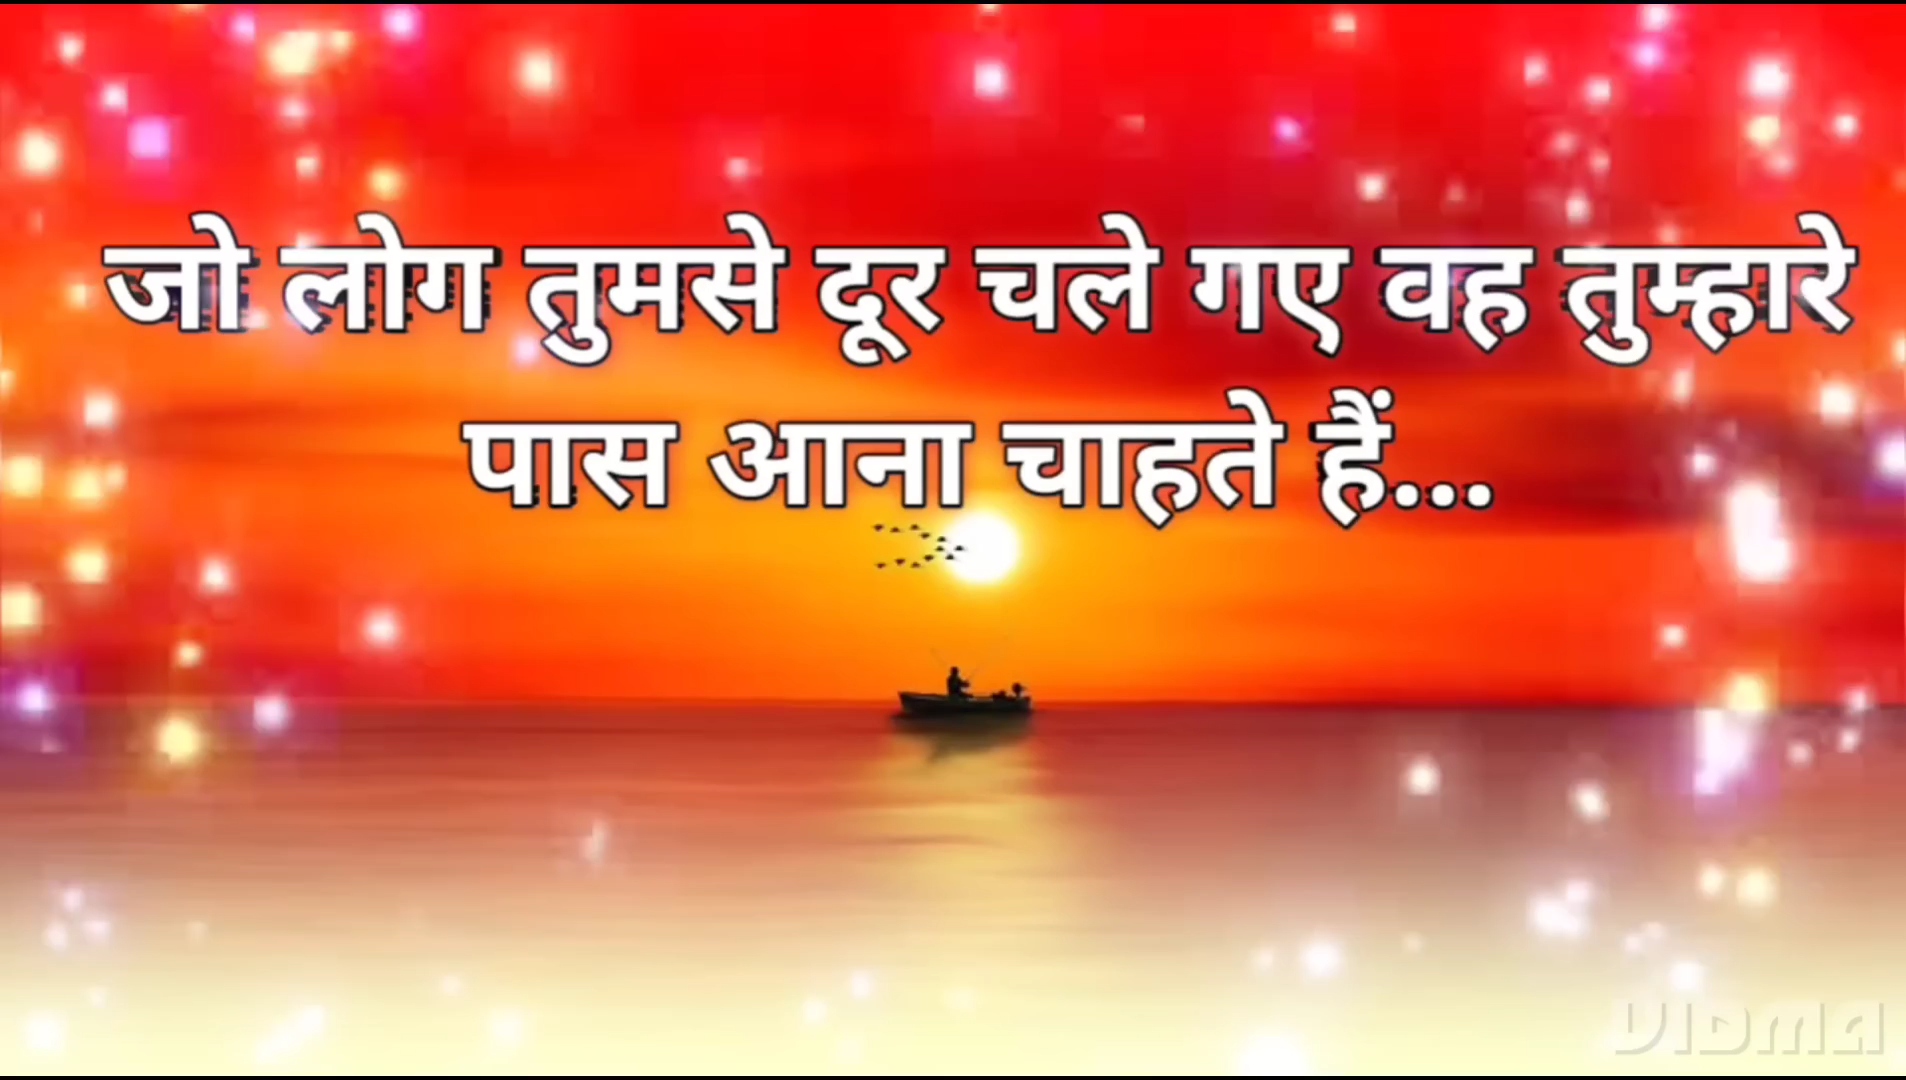 जो लोग तुमसे दूर चले गए वह तुम्हारे
पास आना चाहते हैं...
VIDMA